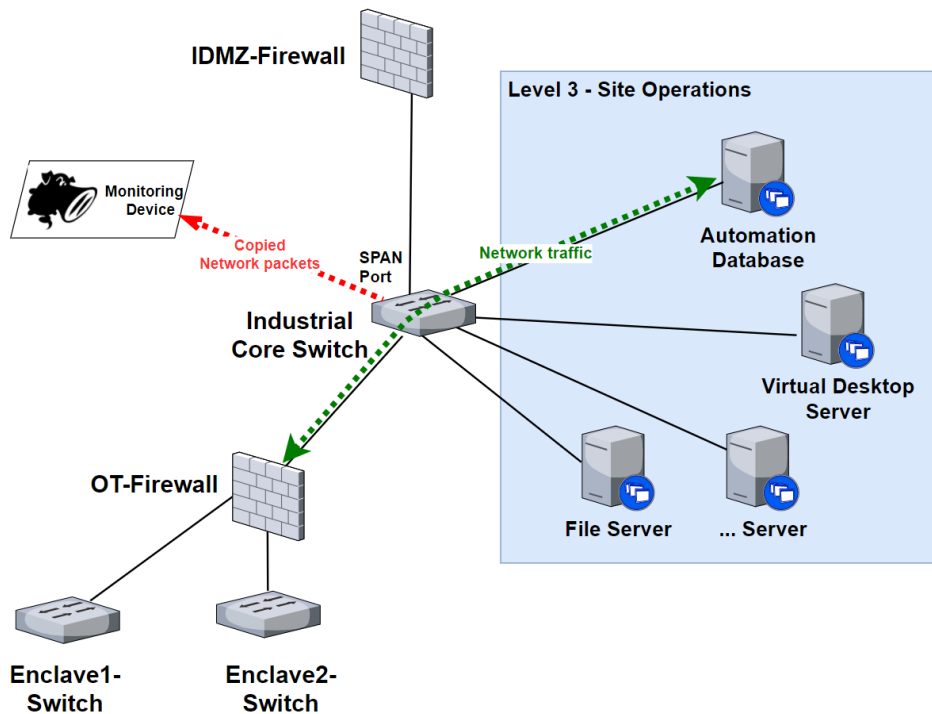 IDMZ-Firewall
Level 3 - Site Operations
Monitoring
Device
Copied
Network packets
SPAN
Port
Network traffic
Automation
Database
Industrial
Core Switch
Virtual Desktop
Server
OT-Firewall
File Server
... Server
Enclave1-
Switch
Enclave2-
Switch